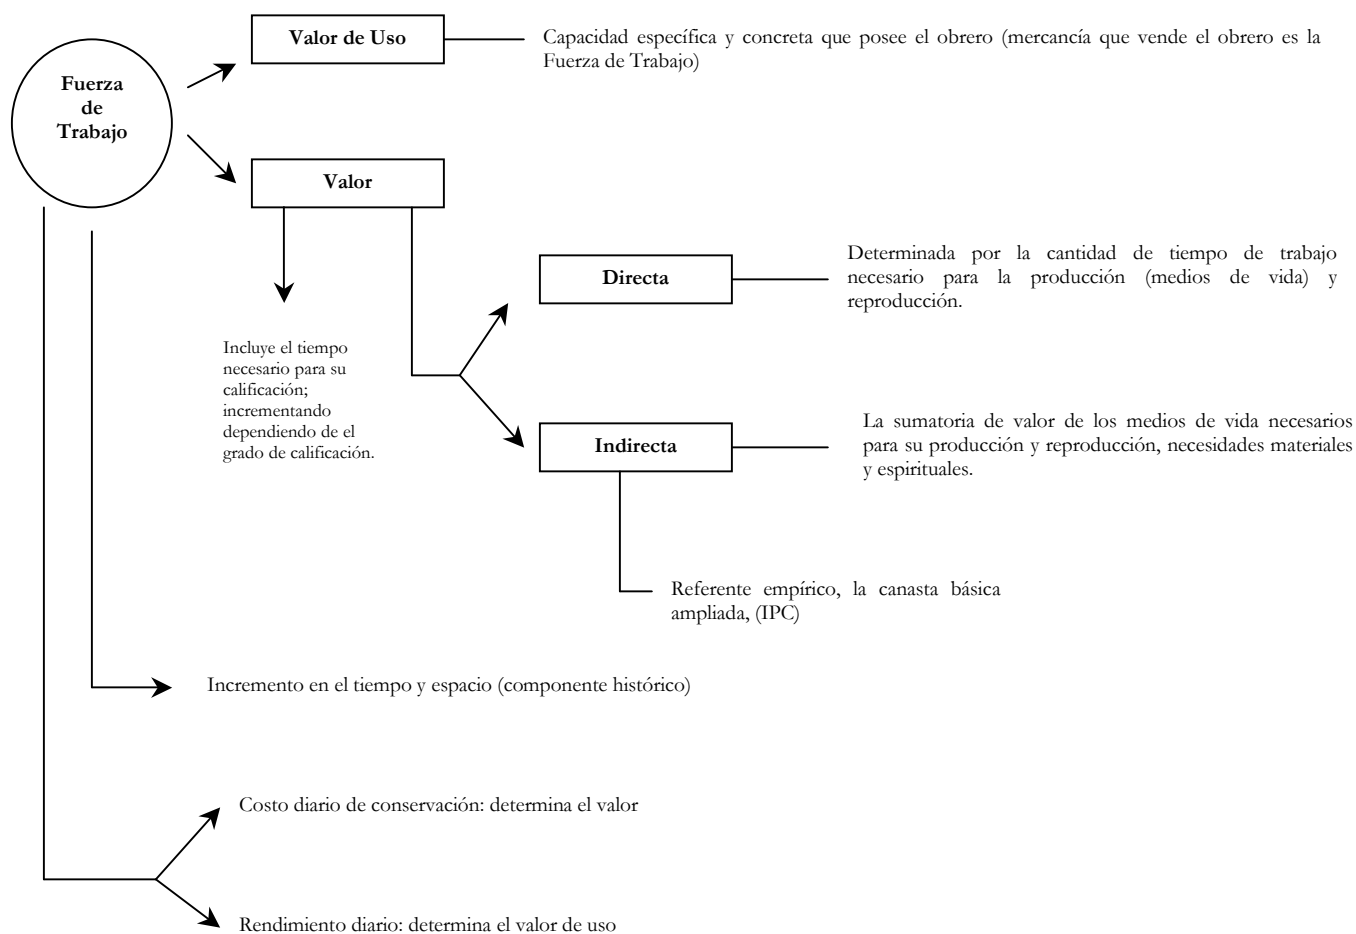 Fuerza
de
Trabajo
Valor de Uso
Capacidad específica y concreta que posee el obrero (mercancía que vende el obrero es la
Fuerza de Trabajo)
Valor
Incluye el tiempo
necesario para su
calificación;
incrementando
dependiendo de el
grado de calificación.
Directa
Determinada por la cantidad de tiempo de trabajo
necesario para la producción (medios de vida) y
reproducción.
Indirecta
La sumatoria de valor de los medios de vida necesarios
para su producción y reproducción, necesidades materiales
y espirituales.
Referente empírico, la canasta básica
ampliada, (IPC)
Incremento en el tiempo y espacio (componente histórico)
Costo diario de conservación: determina el valor
Rendimiento diario: determina el valor de uso